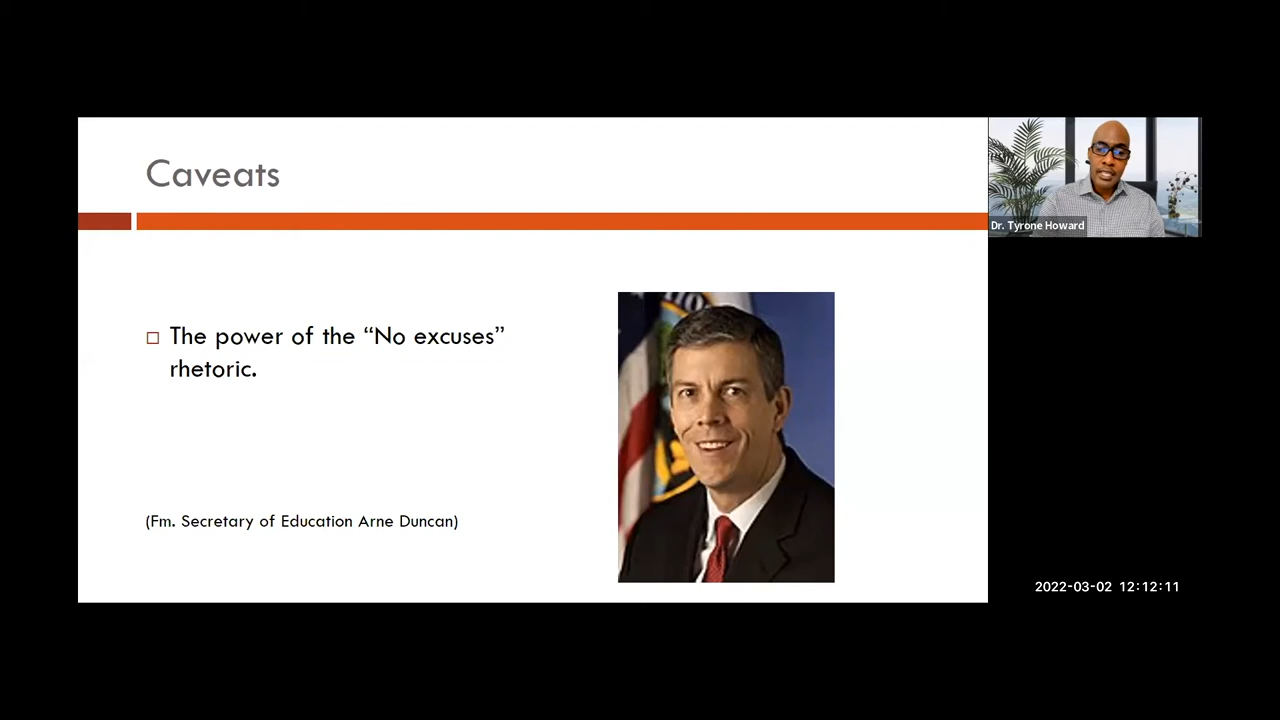 Caveats
The power of the “No excuses”
rhetoric.
(Fm. Secretary of Education Arne Duncan)
Dr. Tyrone Howard
2022-03-02 12:12:11